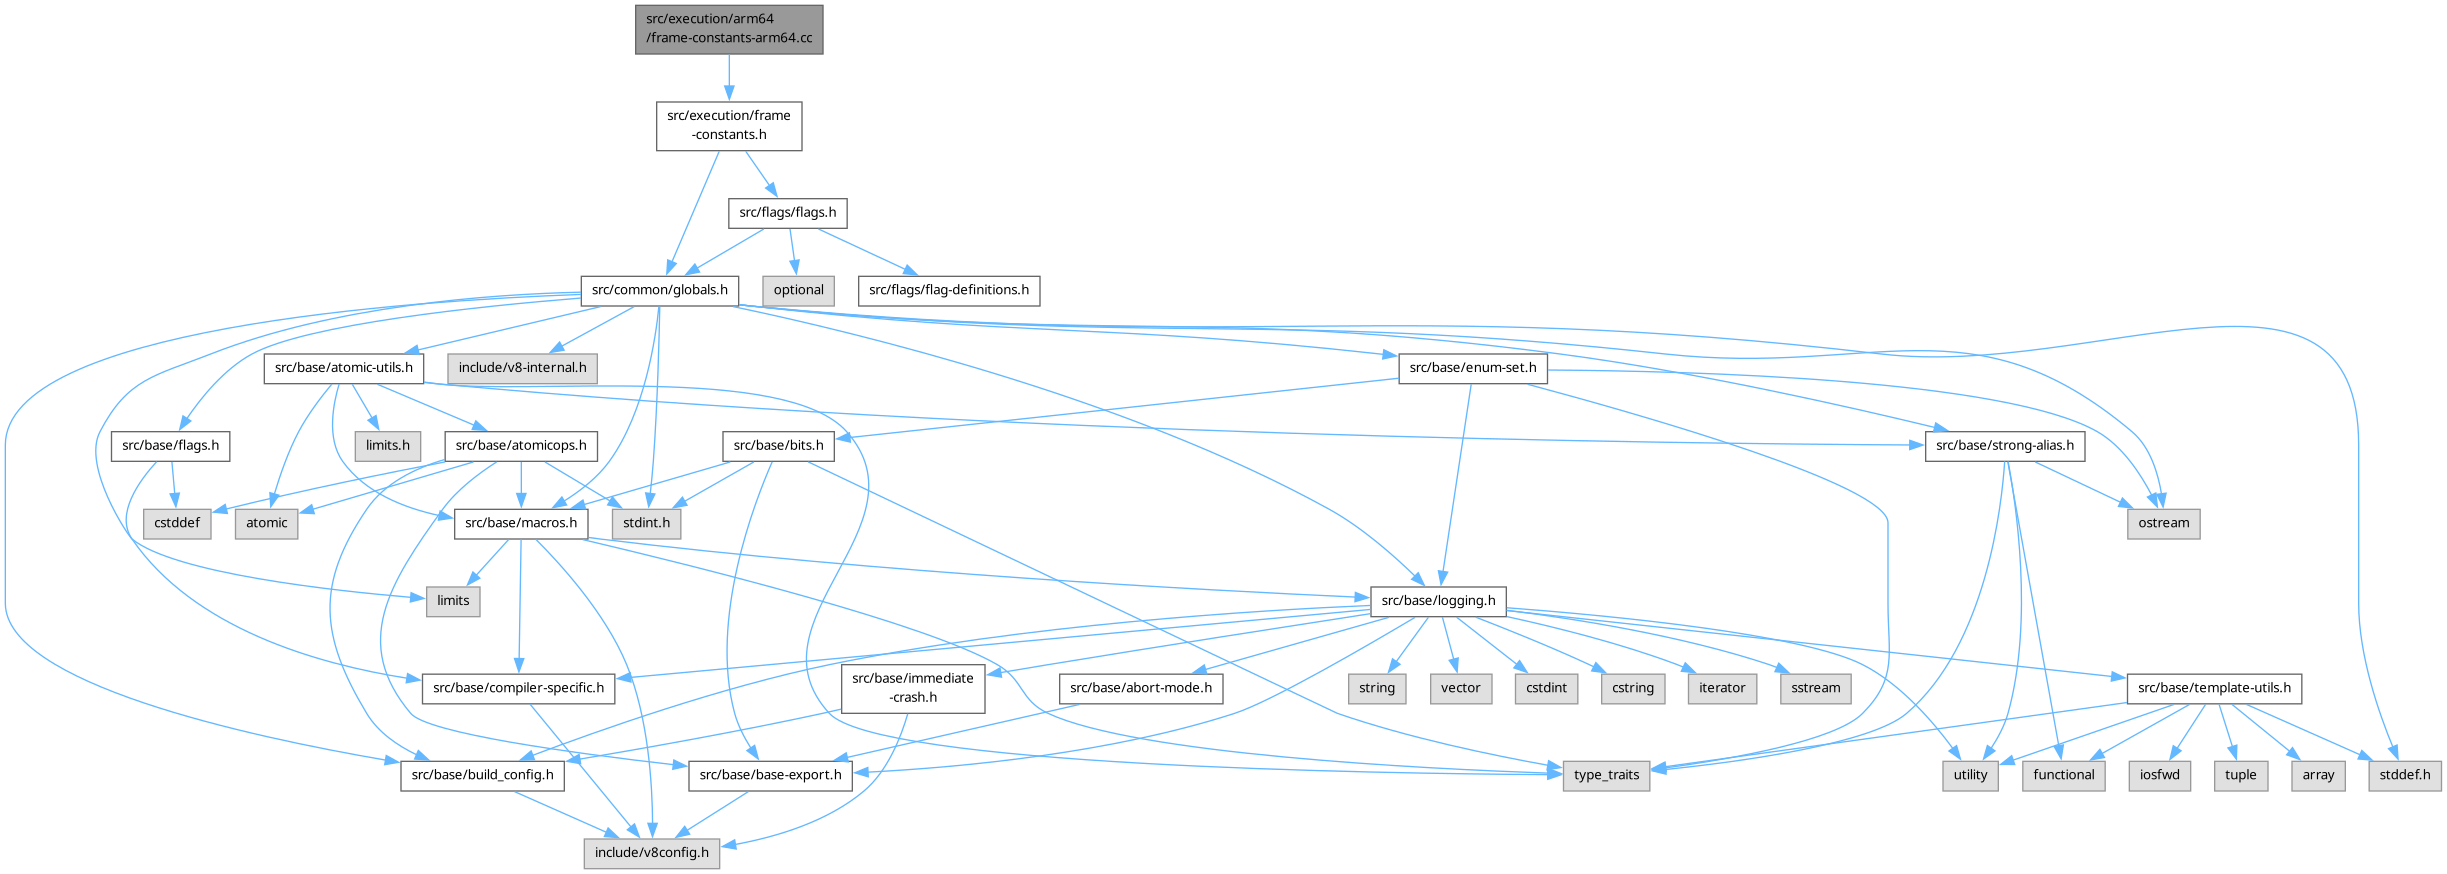 src/execution/arm64
/frame-constants-arm64.cc
src/execution/frame
-constants.h
src/flags/flags.h
src/common/globals.h
optional
src/flags/flag-definitions.h
src/base/atomic-utils.h
include/v8-internal.h
src/base/enum-set.h
src/base/flags.h
limits.h
src/base/atomicops.h
src/base/bits.h
src/base/strong-alias.h
cstddef
atomic
src/base/macros.h
stdint.h
ostream
limits
src/base/logging.h
src/base/compiler-specific.h
src/base/immediate
-crash.h
src/base/abort-mode.h
string
vector
cstdint
cstring
iterator
sstream
src/base/template-utils.h
src/base/build_config.h
src/base/base-export.h
type_traits
utility
functional
iosfwd
tuple
array
stddef.h
include/v8config.h